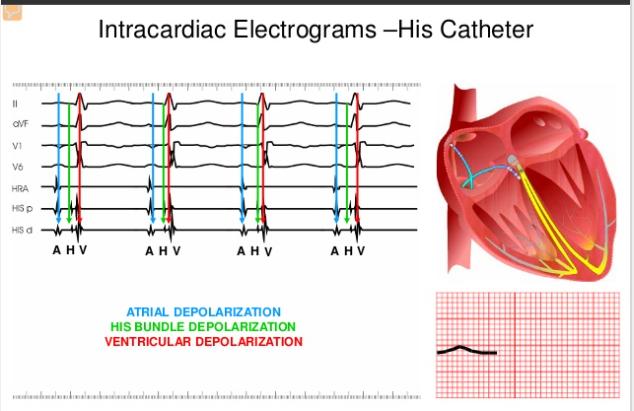 Intracardiac Electrograms –His Catheter
II
aVF
V1
V6
HRA
HIS p
HIS d
A H V A H V A H V A H V
ATRIAL DEPOLARIZATION
HIS BUNDLE DEPOLARIZATION
VENTRICULAR DEPOLARIZATION